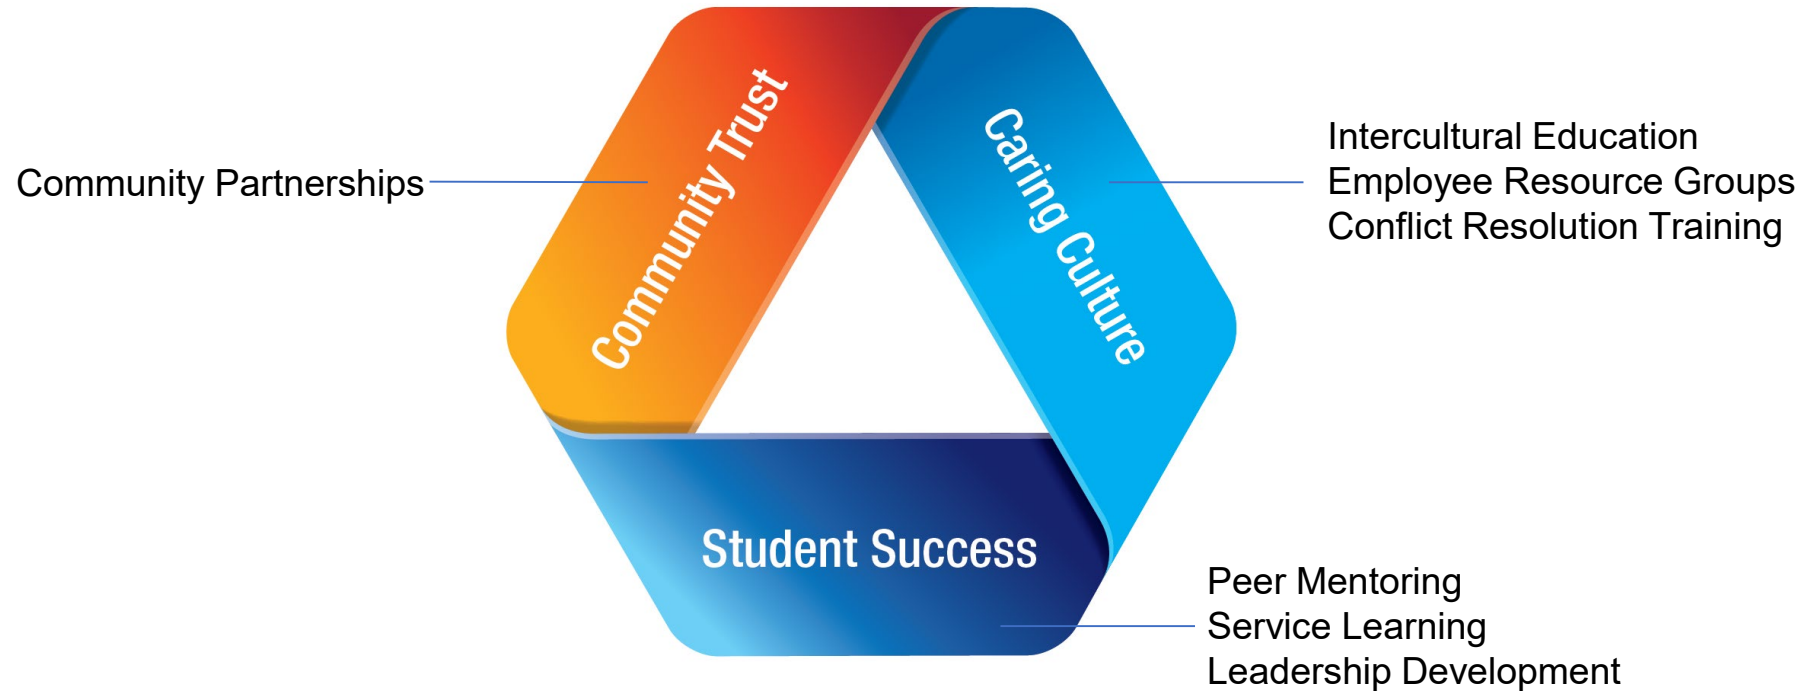 Community Partnerships
Community Trust
Caring Culture
Intercultural Education
Employee Resource Groups
Conflict Resolution Training
Student Success
Peer Mentoring
Service Learning
Leadership Development